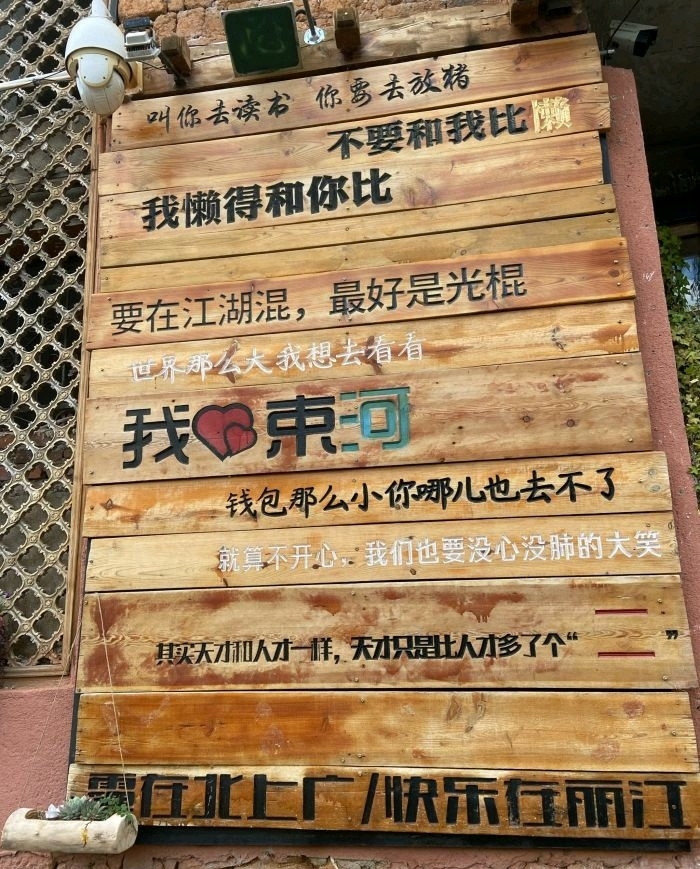 叫你去读书 你要去放猪
不要和我比懒
我懒得和你比
要在江湖混，最好是光棍
世界那么大我想去看看
我❤束河
钱包那么小你哪儿也去不了
就算不开心，我们也要没心没肺的大笑
其实天才和人才一样，天才只是比人才多了个“二”
在北上广/快乐在丽江